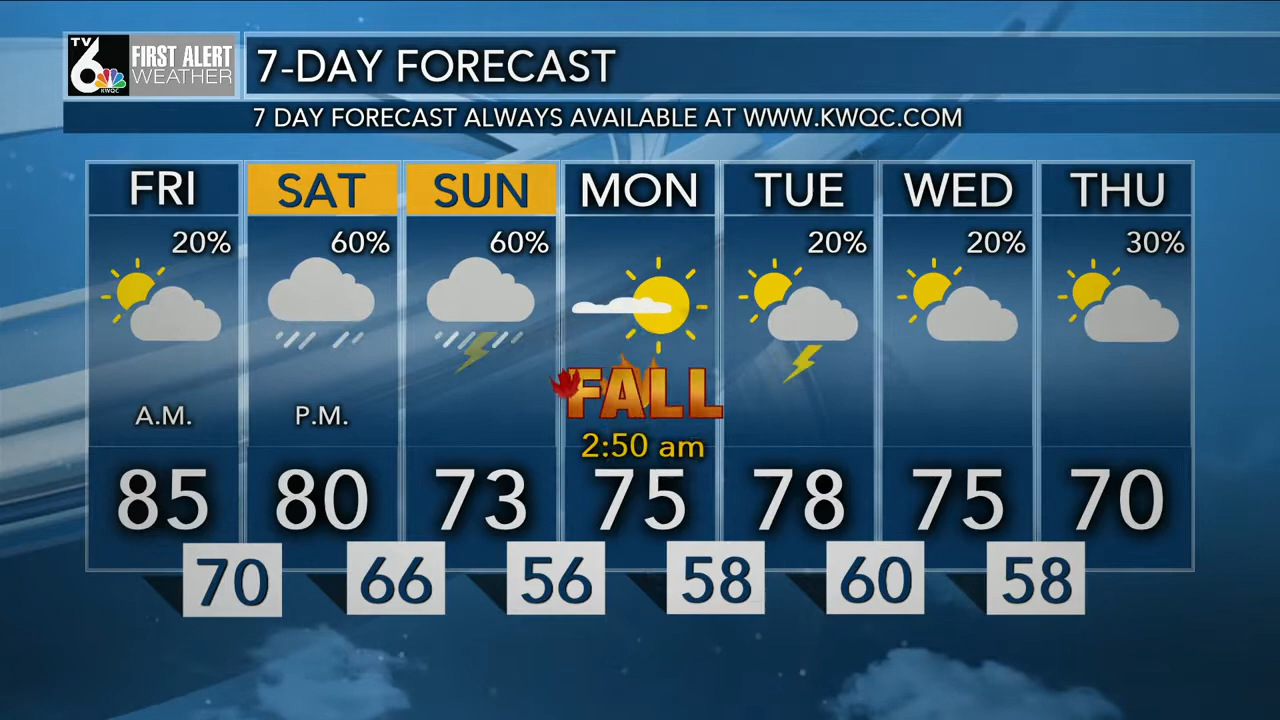 TV
6
KWQC
FIRST ALERT
WEATHER
7-DAY FORECAST
7 DAY FORECAST ALWAYS AVAILABLE AT WWW.KWQC.COM
FRI SAT SUN MON TUE WED THU
20% 60% 60% 20% 20% 30%
FALL
A.M. P.M.
2:50 am
85 80 73 75 78 75 70
70 66 56 58 60 58